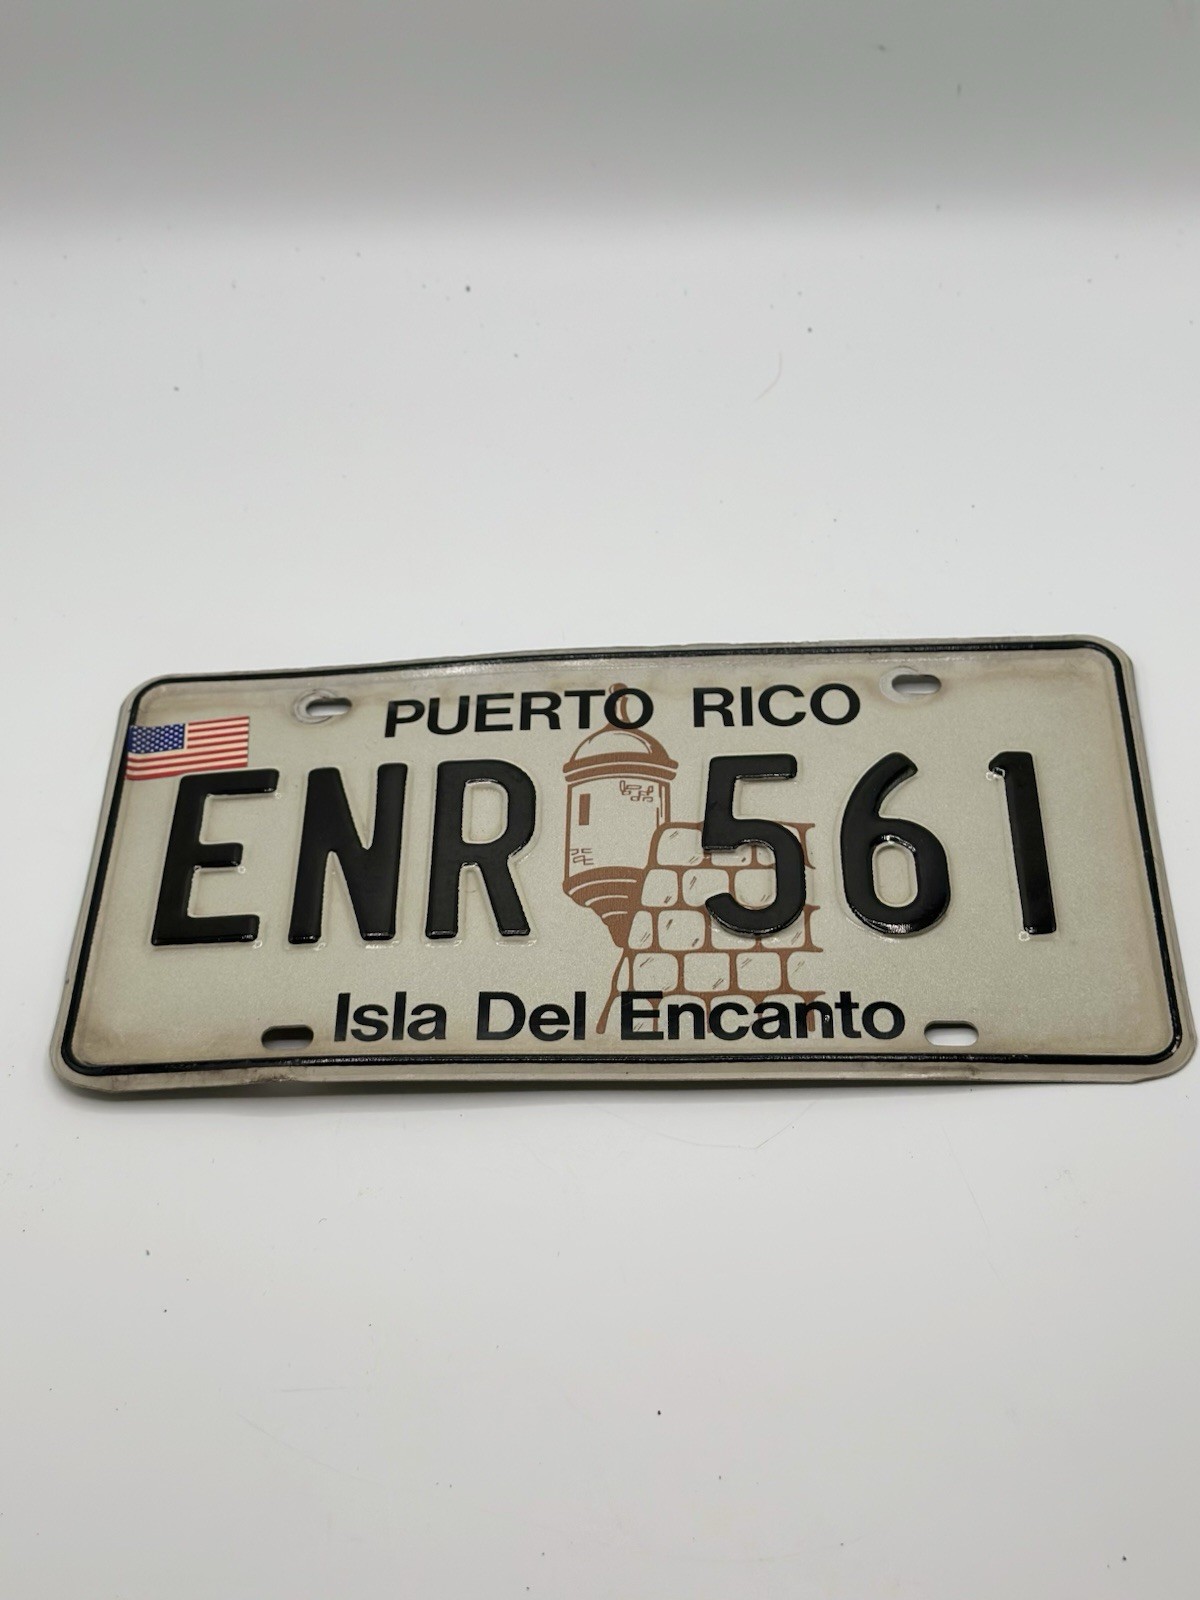 PUERTO RICO
ENR 561
Isla Del Encanto